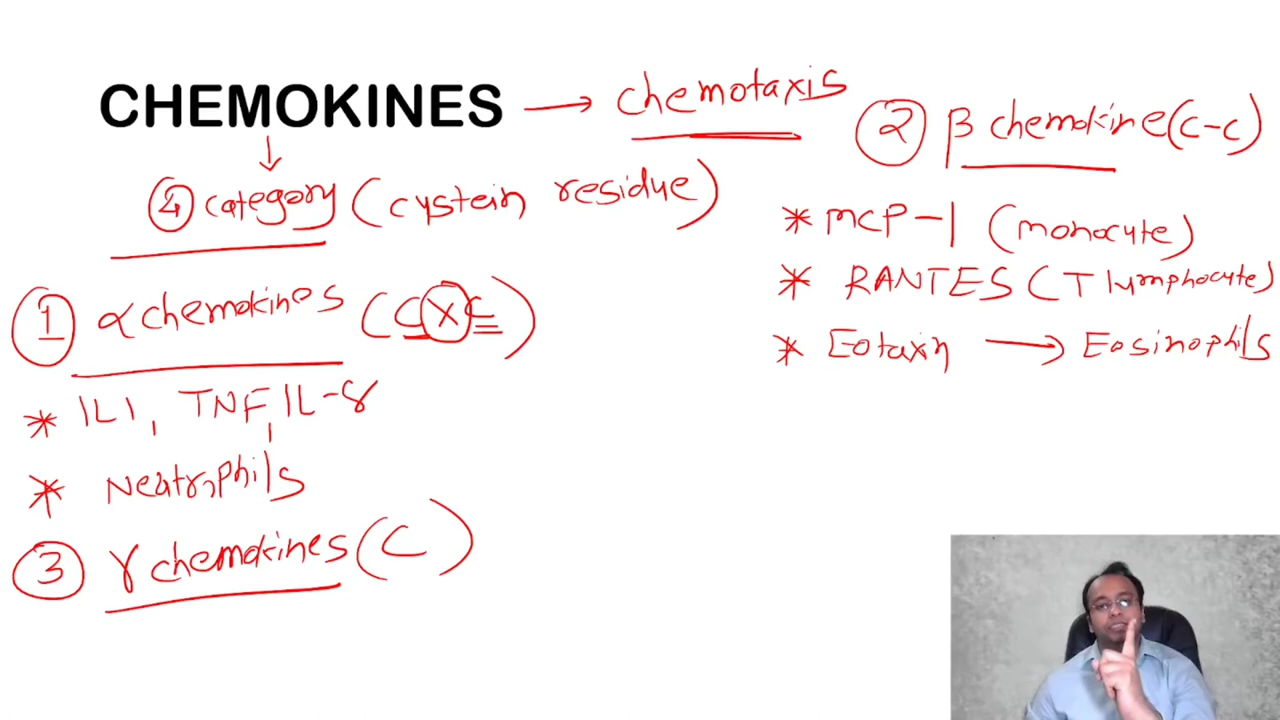 CHEMOKINES → chemotaxis
④ category (cystein residue)
① α chemokines (CXC)
* IL1, TNF, IL-8
* Neutrophils
② β chemokine (C-C)
* MCP-1 (monocyte)
* RANTES (T lymphocyte)
* Eotaxin → Eosinophils
③ γ chemokines (C)